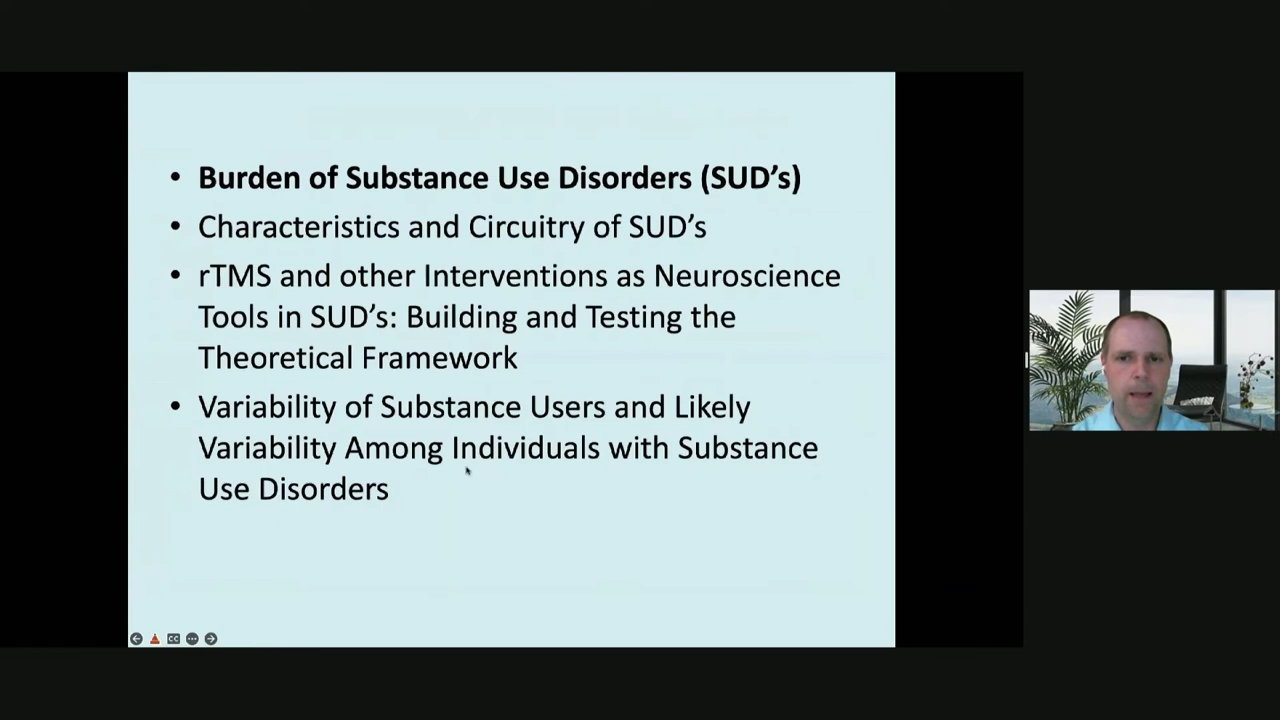 • Burden of Substance Use Disorders (SUD’s)
• Characteristics and Circuitry of SUD’s
• rTMS and other Interventions as Neuroscience
Tools in SUD’s: Building and Testing the
Theoretical Framework
• Variability of Substance Users and Likely
Variability Among Individuals with Substance
Use Disorders
CC